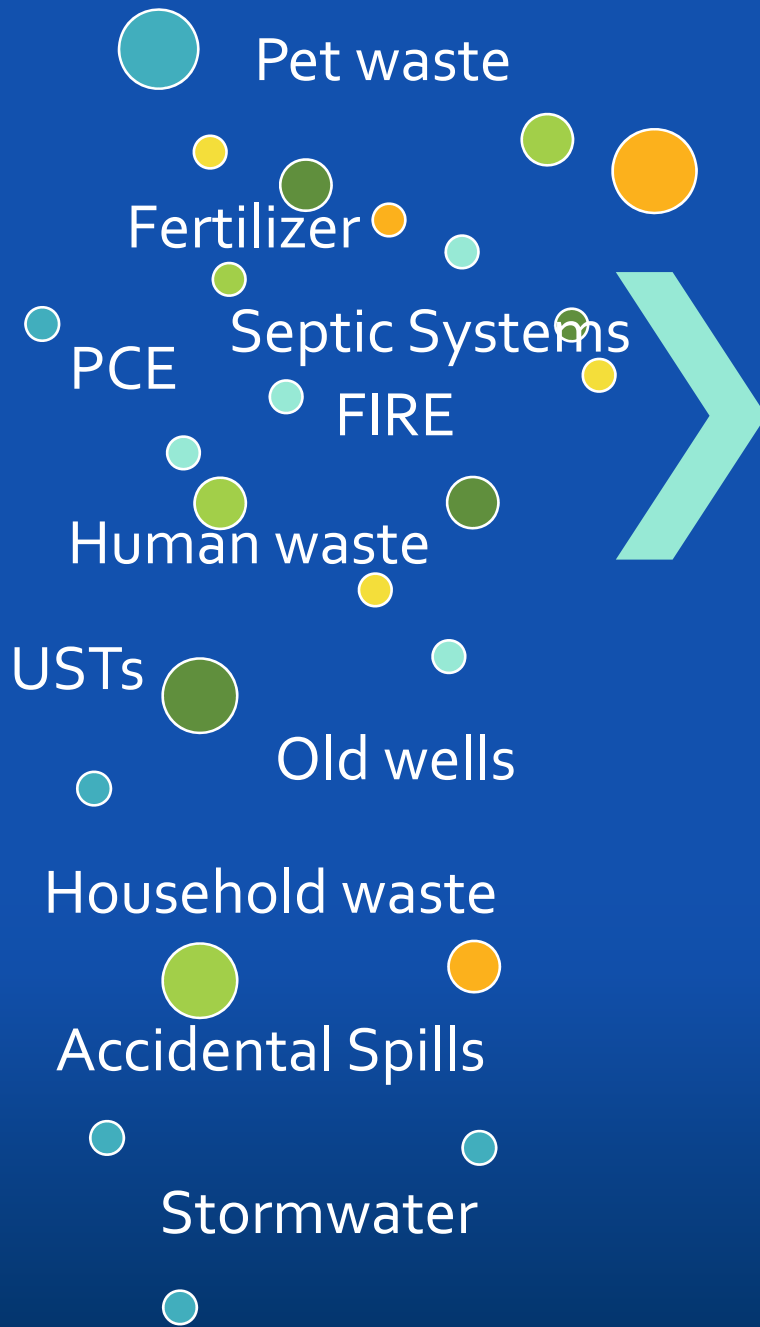 Pet waste
Fertilizer
Septic Systems
PCE
FIRE
Human waste
USTs
Old wells
Household waste
Accidental Spills
Stormwater